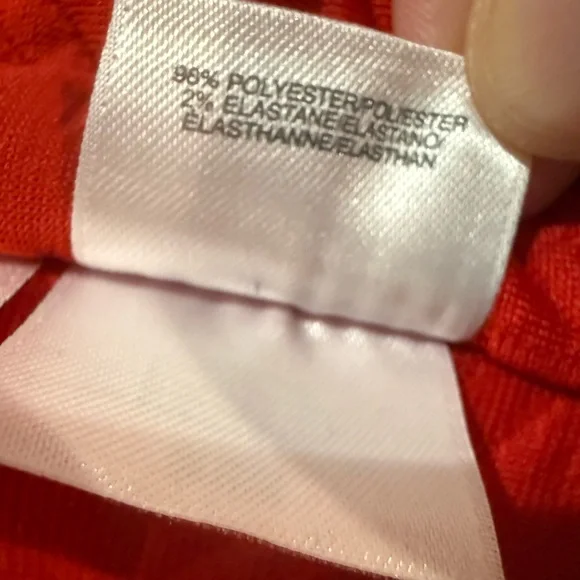 98% POLYESTER/POLIESTER
2% ELASTANE/ELASTANO/
ELASTHANNE/ELASTHAN